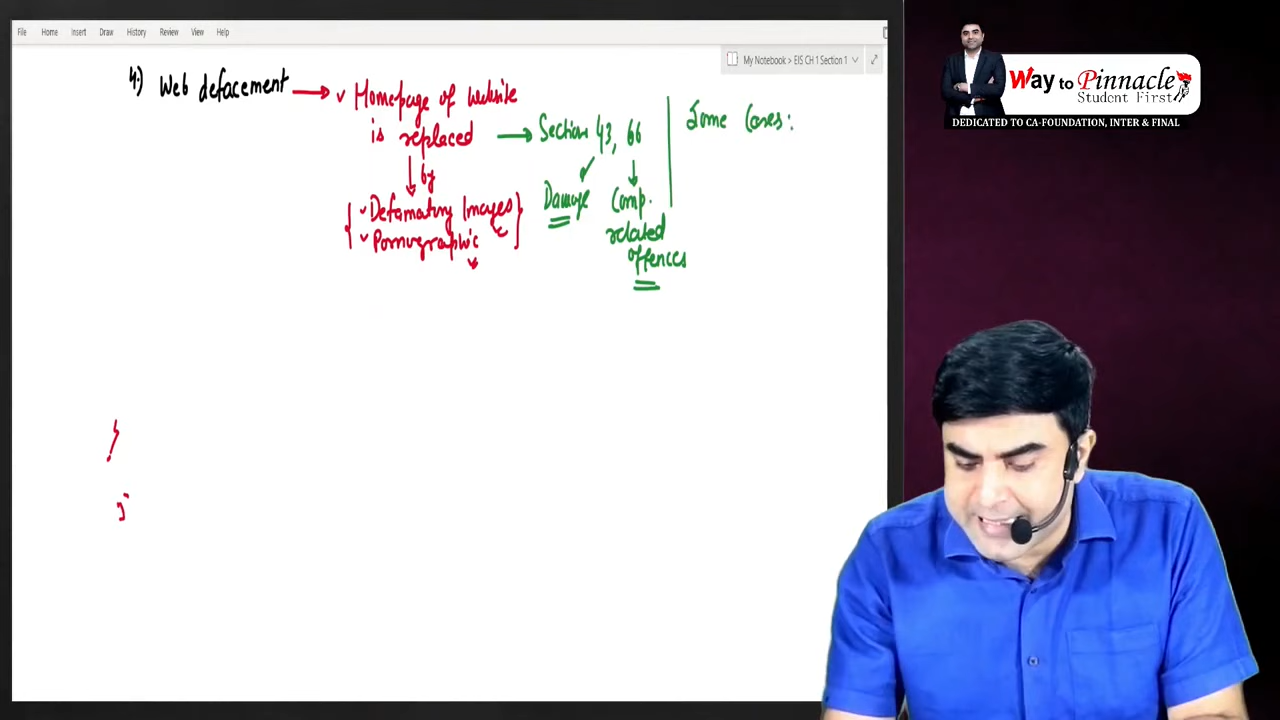 File Home Insert Draw History Review View Help
My Notebook > EIS CH 1 Section 1
Way to Pinnacle
Student First
DEDICATED TO CA-FOUNDATION, INTER & FINAL
4) Web defacement → Homepage of website
is replaced → Section 43, 66
Some Cases:
by
Defamatory Images
Pornographic
Damage
Comp.
related
offences